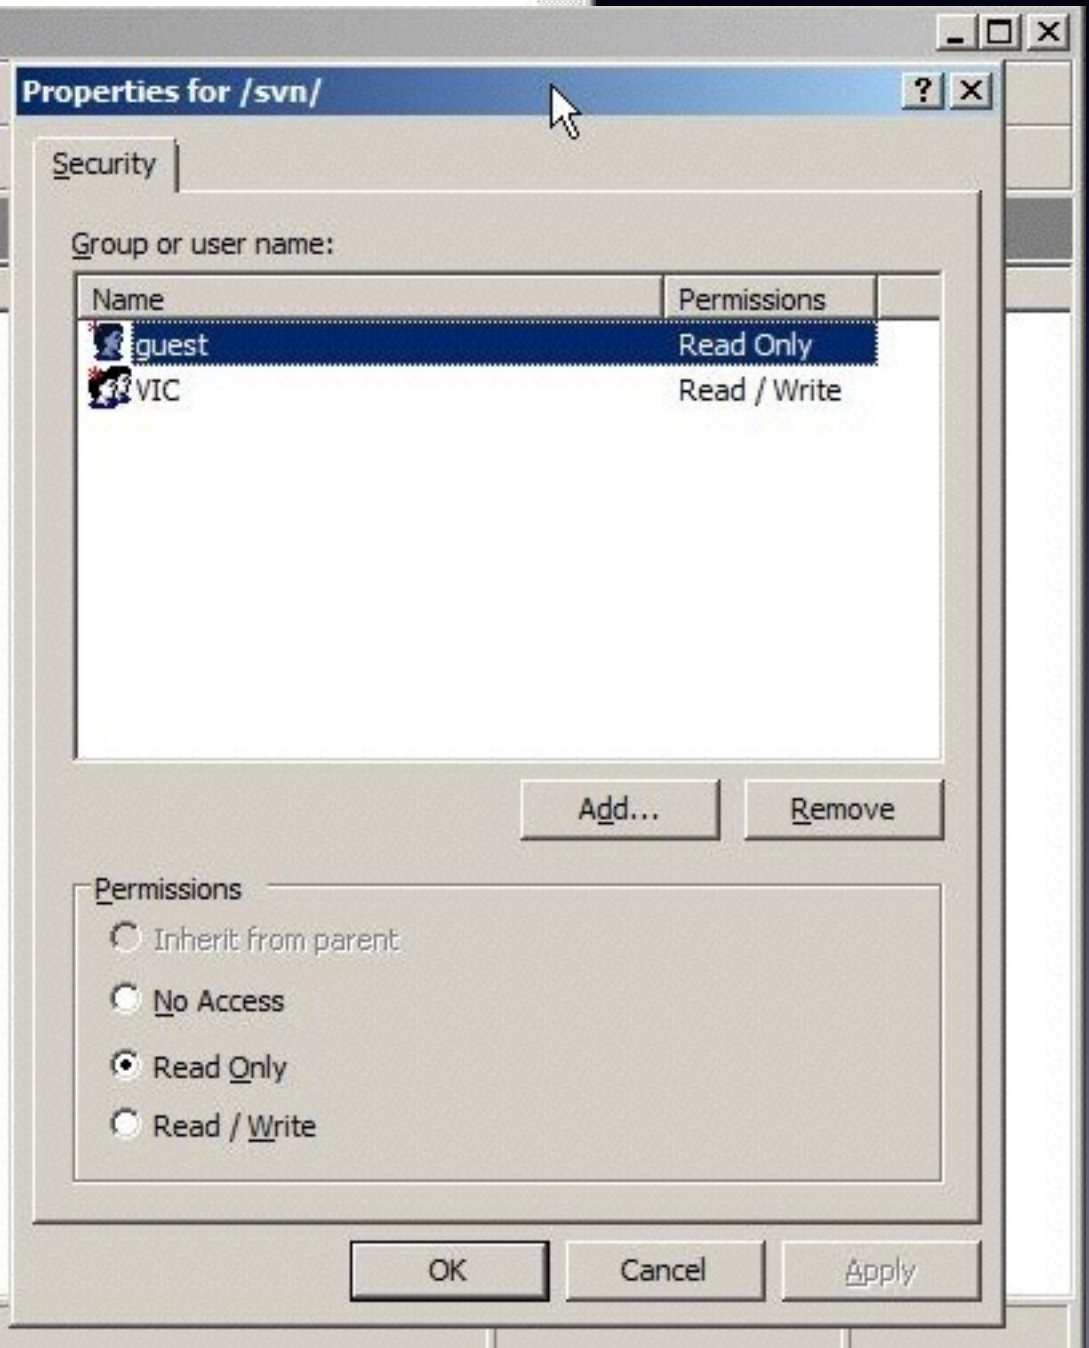 Properties for /svn/
Security
Group or user name:
Name Permissions
guest Read Only
VIC Read / Write
Add... Remove
Permissions
Inherit from parent
No Access
Read Only
Read / Write
OK Cancel Apply